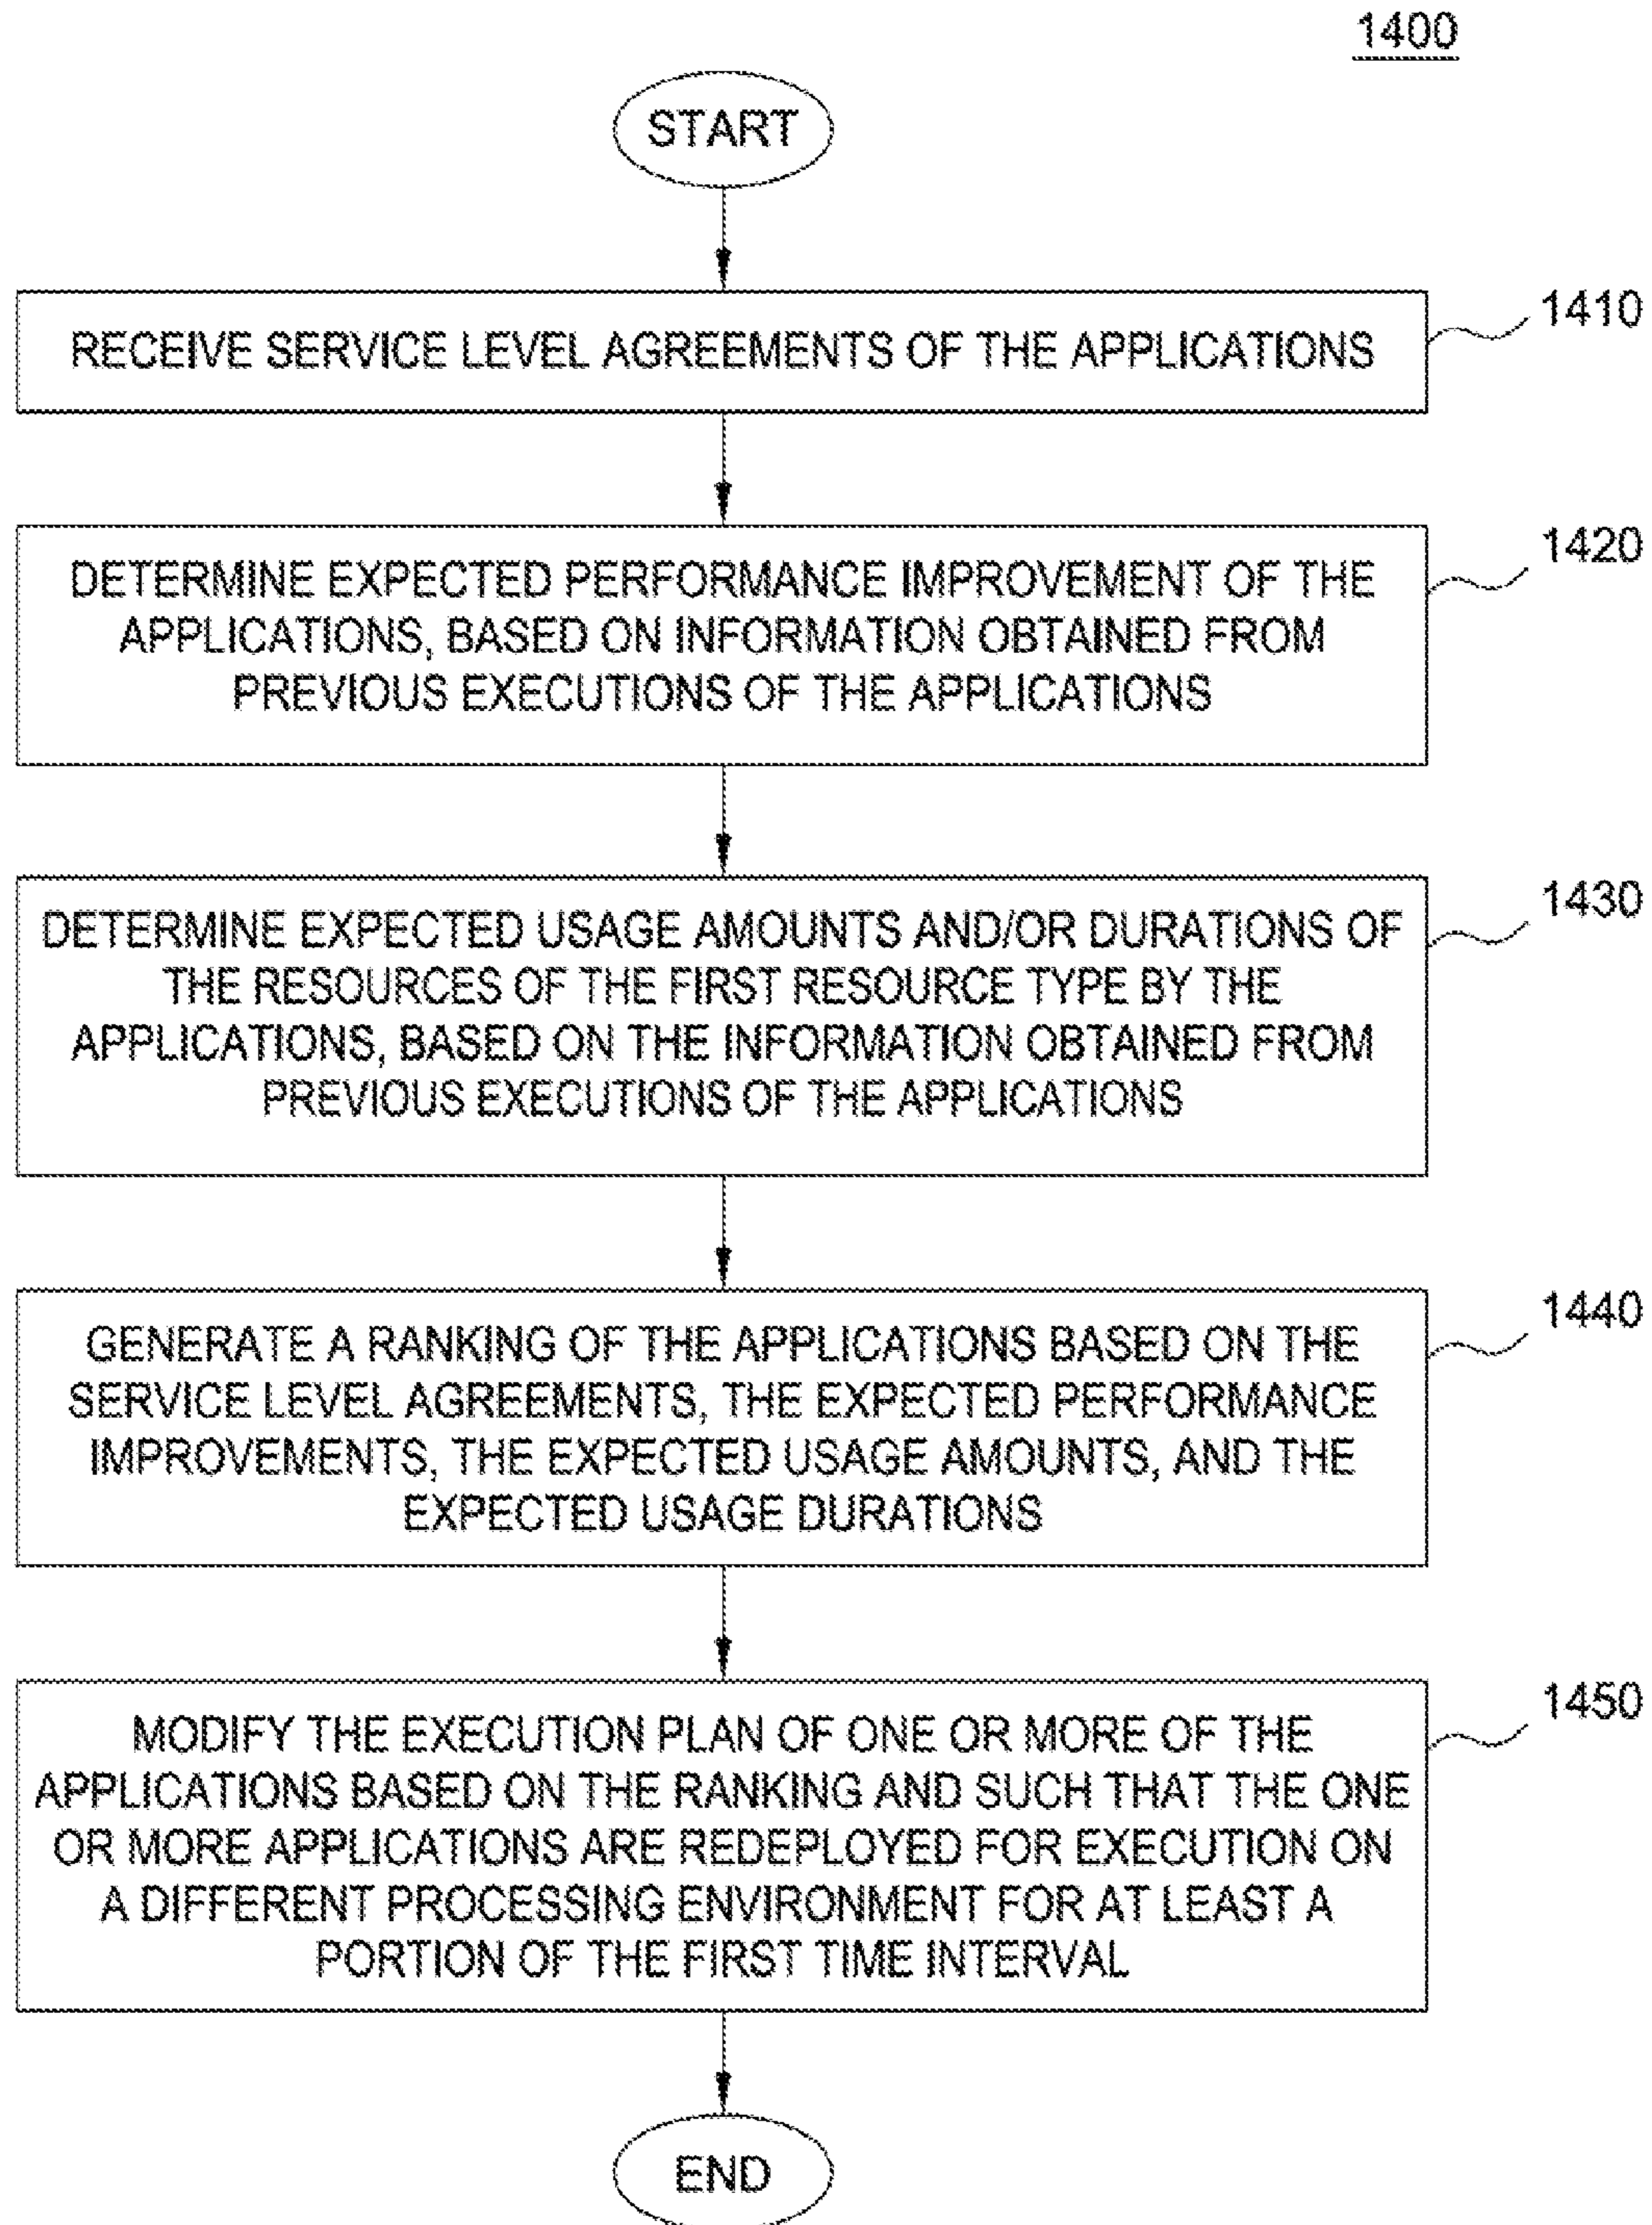 1400
START
RECEIVE SERVICE LEVEL AGREEMENTS OF THE APPLICATIONS
1410
DETERMINE EXPECTED PERFORMANCE IMPROVEMENT OF THE
APPLICATIONS, BASED ON INFORMATION OBTAINED FROM
PREVIOUS EXECUTIONS OF THE APPLICATIONS
1420
DETERMINE EXPECTED USAGE AMOUNTS AND/OR DURATIONS OF
THE RESOURCES OF THE FIRST RESOURCE TYPE BY THE
APPLICATIONS, BASED ON THE INFORMATION OBTAINED FROM
PREVIOUS EXECUTIONS OF THE APPLICATIONS
1430
GENERATE A RANKING OF THE APPLICATIONS BASED ON THE
SERVICE LEVEL AGREEMENTS, THE EXPECTED PERFORMANCE
IMPROVEMENTS, THE EXPECTED USAGE AMOUNTS, AND THE
EXPECTED USAGE DURATIONS
1440
MODIFY THE EXECUTION PLAN OF ONE OR MORE OF THE
APPLICATIONS BASED ON THE RANKING AND SUCH THAT THE ONE
OR MORE APPLICATIONS ARE REDEPLOYED FOR EXECUTION ON
A DIFFERENT PROCESSING ENVIRONMENT FOR AT LEAST A
PORTION OF THE FIRST TIME INTERVAL
1450
END